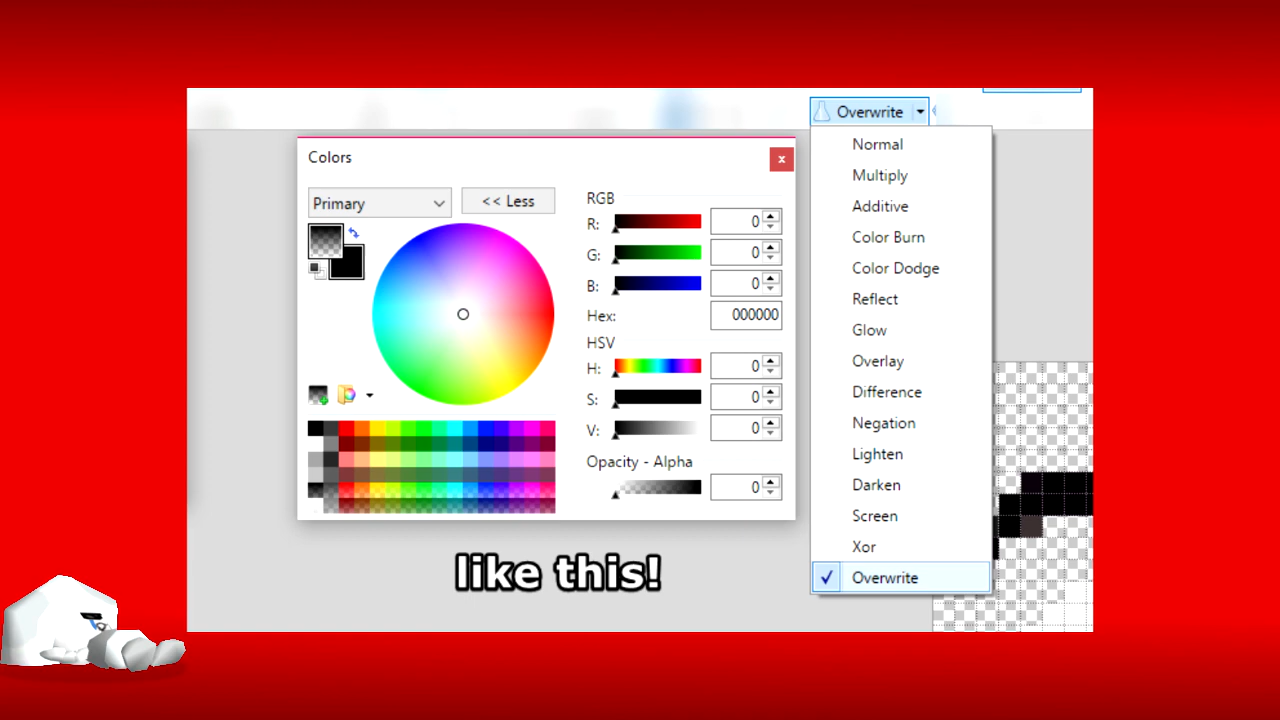 Overwrite
Colors
x
Primary
<< Less
RGB
R: 0
G: 0
B: 0
Hex: 000000
HSV
H: 0
S: 0
V: 0
Opacity - Alpha
0
Normal
Multiply
Additive
Color Burn
Color Dodge
Reflect
Glow
Overlay
Difference
Negation
Lighten
Darken
Screen
Xor
Overwrite
like this!